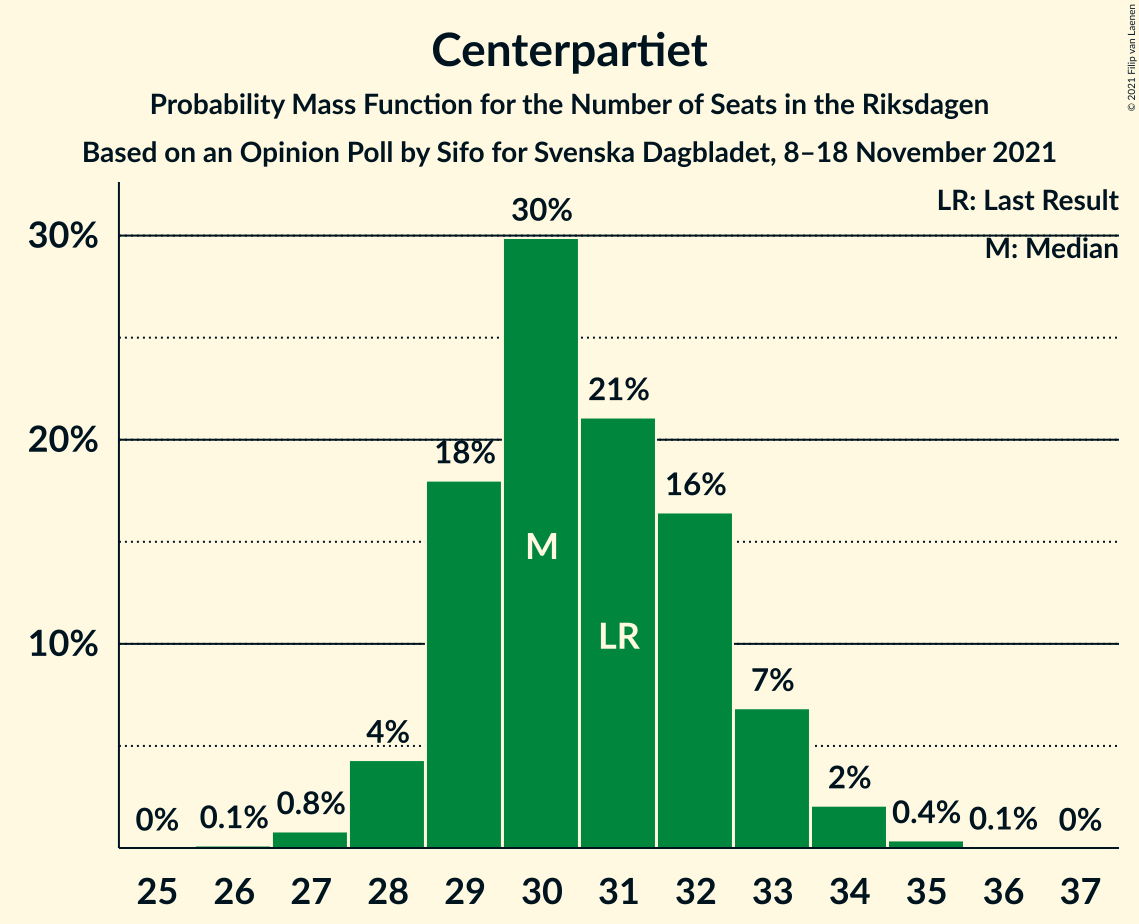 Centerpartiet
Probability Mass Function for the Number of Seats in the Riksdagen
Based on an Opinion Poll by Sifo for Svenska Dagbladet, 8–18 November 2021
© 2021 Filip van Laenen
LR: Last Result
M: Median
30%
20%
10%
0%
0.1%
0.8%
4%
18%
30%
21%
16%
7%
2%
0.4%
0.1%
0%
M
LR
25 26 27 28 29 30 31 32 33 34 35 36 37